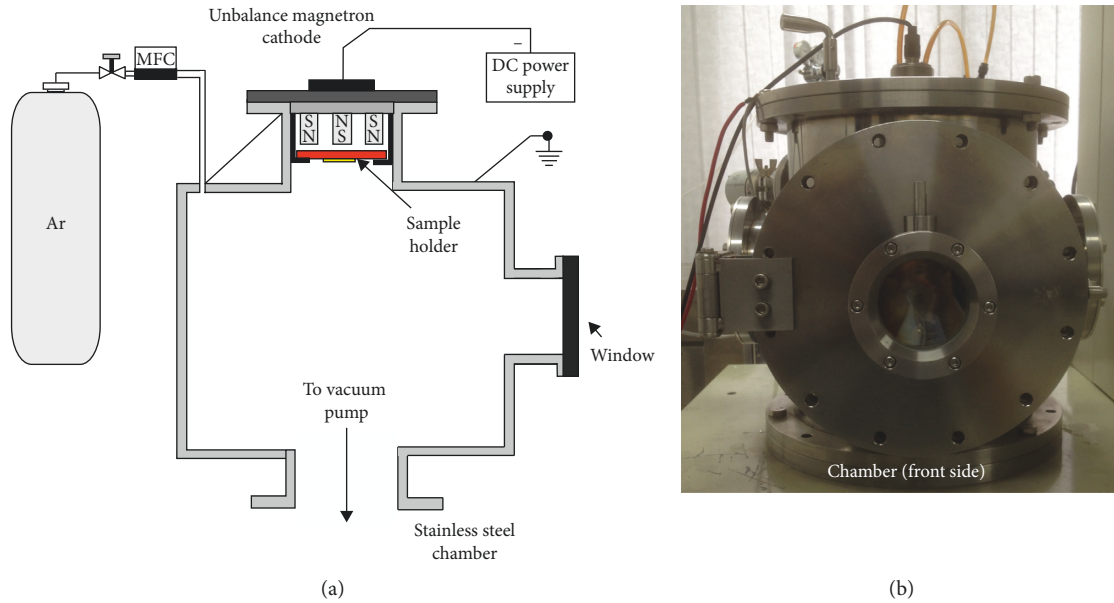 Unbalance magnetron
cathode
MFC
−
DC power
supply
S N S
N S N
Ar
Sample
holder
Window
To vacuum
pump
Stainless steel
chamber
(a)
Chamber (front side)
(b)